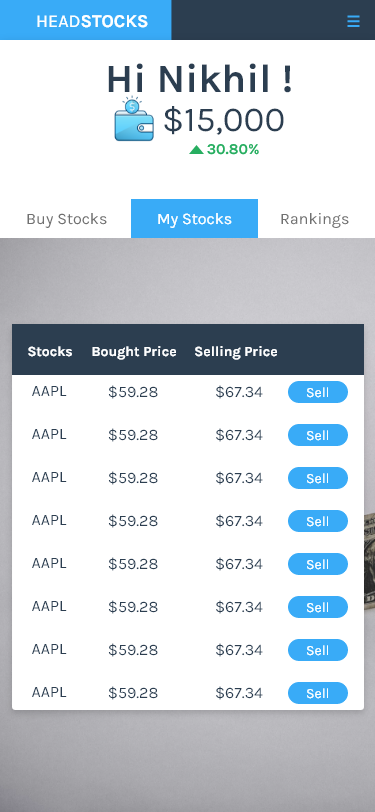 HEADSTOCKS
Hi Nikhil !
$15,000
30.80%
Buy Stocks My Stocks Rankings
Stocks Bought Price Selling Price
AAPL $59.28 $67.34 Sell
AAPL $59.28 $67.34 Sell
AAPL $59.28 $67.34 Sell
AAPL $59.28 $67.34 Sell
AAPL $59.28 $67.34 Sell
AAPL $59.28 $67.34 Sell
AAPL $59.28 $67.34 Sell
AAPL $59.28 $67.34 Sell